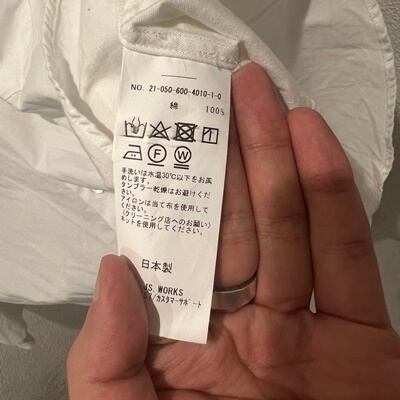 NO. 21-050-600-4010-1-0
綿 100%
F
W
手洗いは水温30℃以下をお薦
めします。
タンブラー乾燥はお避けくださ
い。
アイロンは当て布を使用して
ください。
(クリーニング店へのお願い)
ネットを使用してください。
日本製
JS. WORKS
/カスタマーサポート